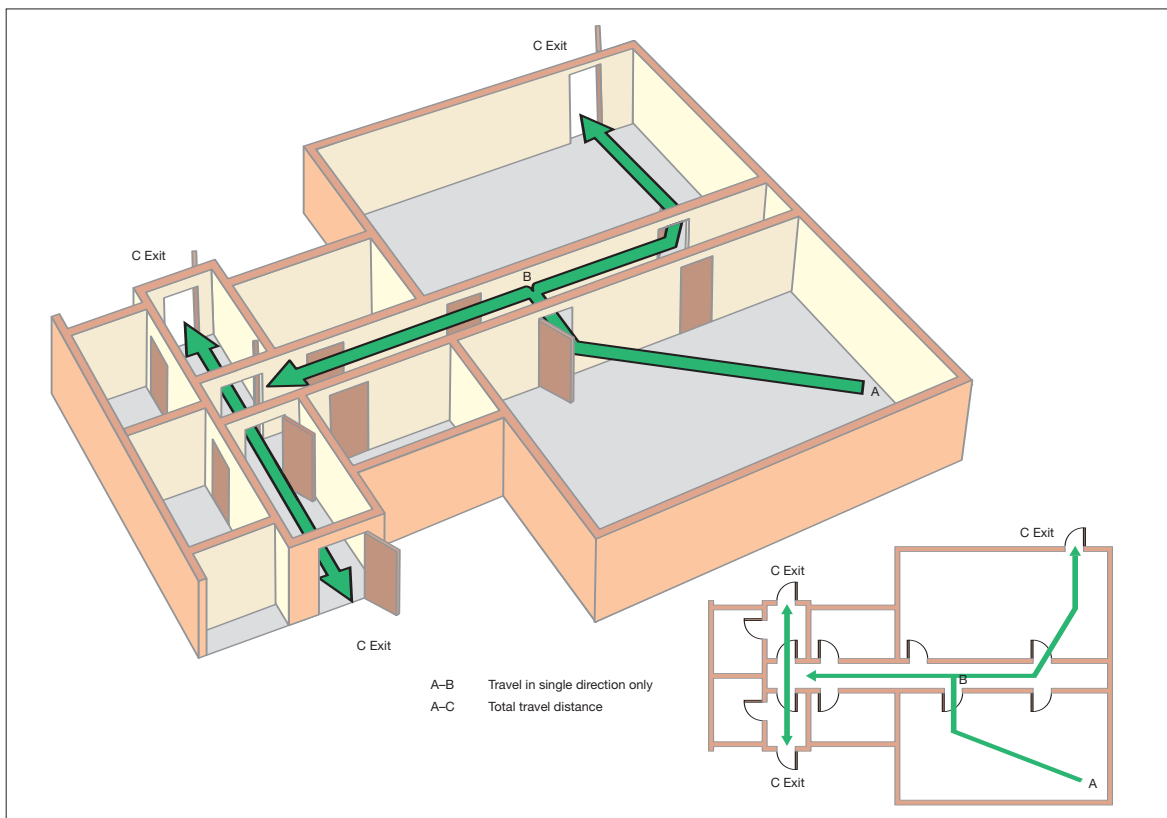 C Exit
C Exit
B
A
C Exit
A–B Travel in single direction only
A–C Total travel distance
C Exit
C Exit
B
A
C Exit